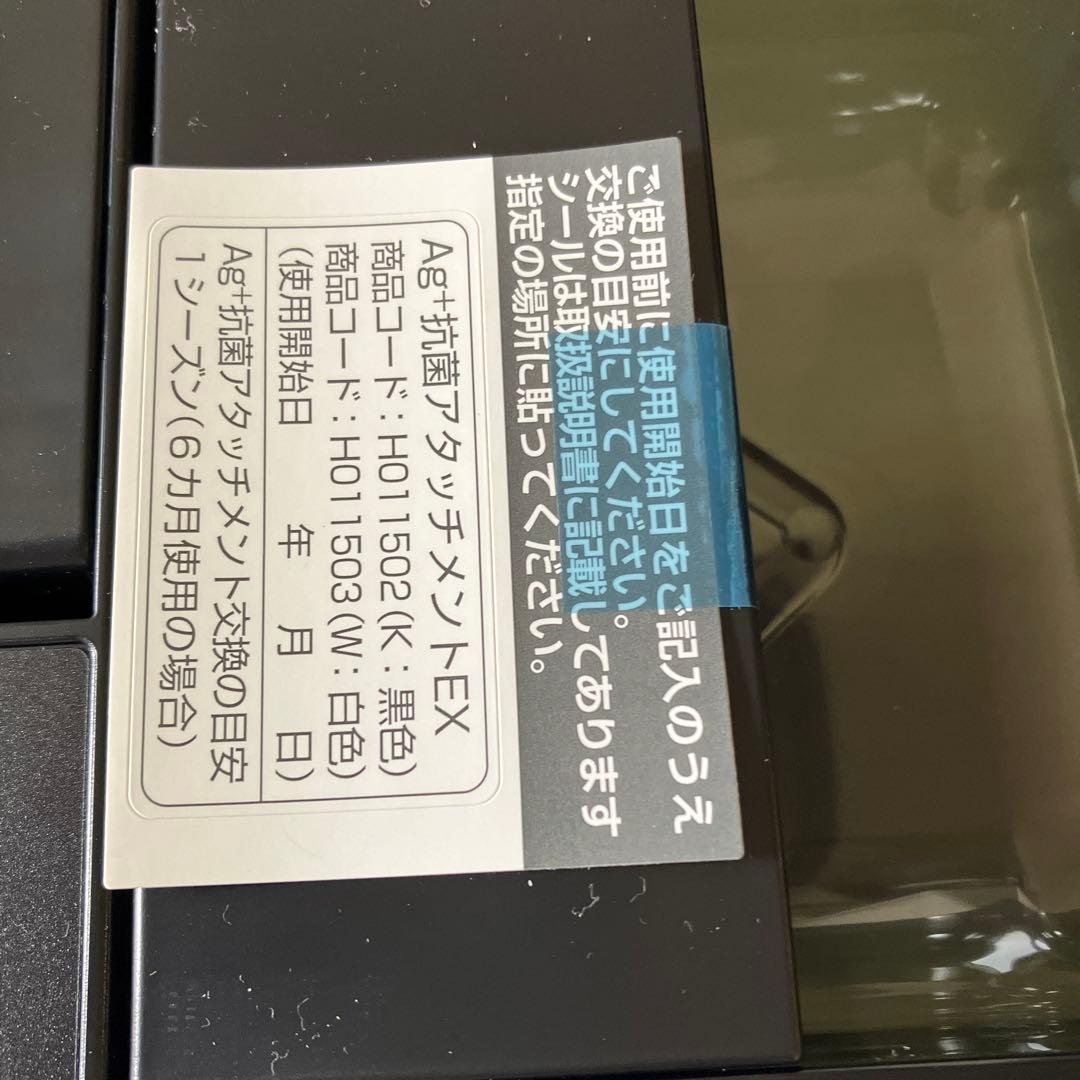 ご使用前に使用開始日をご記入のうえ
交換の目安にしてください。
シールは取扱説明書に記載してあります
指定の場所に貼ってください。
Ag⁺抗菌アタッチメントEX
商品コード:H011502(K:黒色)
商品コード:H011503(W:白色)
(使用開始日 年 月 日)
Ag⁺抗菌アタッチメント交換の目安
1シーズン(6カ月使用の場合)